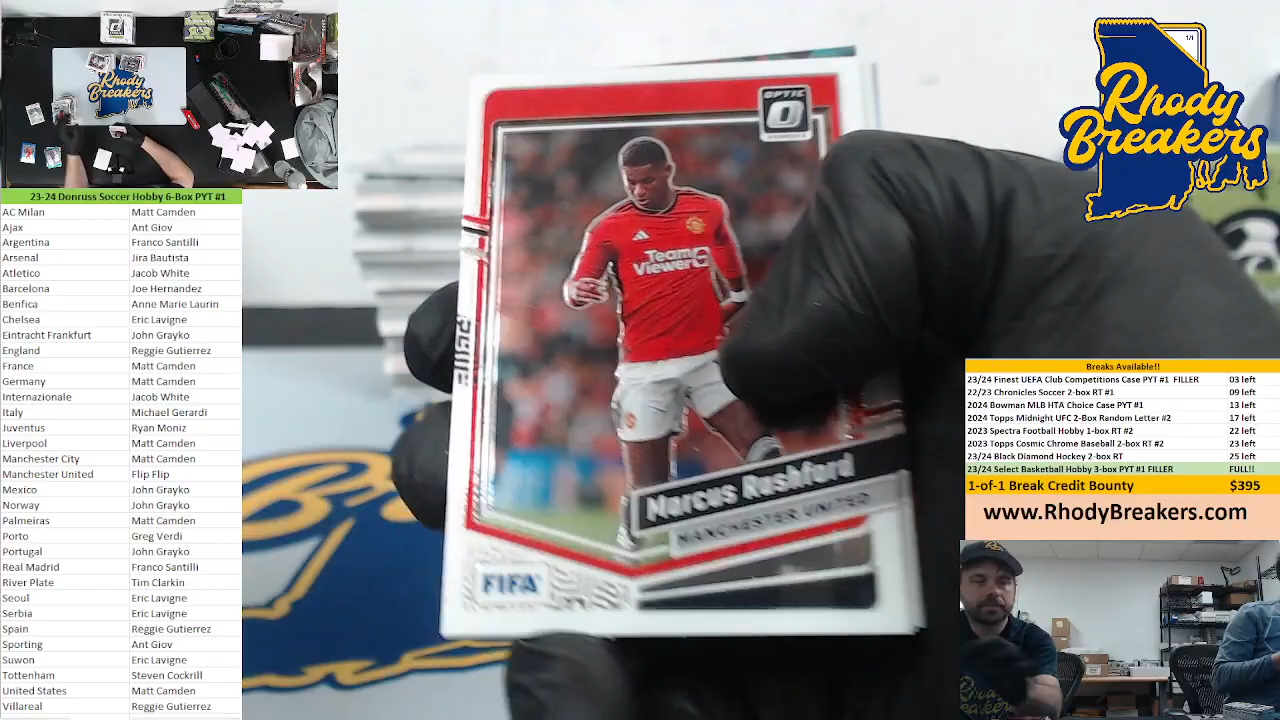 23-24 Donruss Soccer Hobby 6-Box PYT #1
AC Milan Matt Camden
Ajax Ant Giov
Argentina Franco Santilli
Arsenal Jira Bautista
Atletico Jacob White
Barcelona Joe Hernandez
Benfica Anne Marie Laurin
Chelsea Eric Lavigne
Eintracht Frankfurt John Grayko
England Reggie Gutierrez
France Matt Camden
Germany Matt Camden
Internazionale Jacob White
Italy Michael Gerardi
Juventus Ryan Moniz
Liverpool Matt Camden
Manchester City Matt Camden
Manchester United Flip Flip
Mexico John Grayko
Norway John Grayko
Palmeiras Matt Camden
Porto Greg Verdi
Portugal John Grayko
Real Madrid Franco Santilli
River Plate Tim Clarkin
Seoul Eric Lavigne
Serbia Eric Lavigne
Spain Reggie Gutierrez
Sporting Ant Giov
Suwon Eric Lavigne
Tottenham Steven Cockrill
United States Matt Camden
Villareal Reggie Gutierrez
Rhody
Breakers
OPTIC
Team
Viewer
Marcus Rashford
MANCHESTER UNITED
FIFA
1/1
Rhody
Breakers
Breaks Available!!
23/24 Finest UEFA Club Competitions Case PYT #1 FILLER 03 left
22/23 Chronicles Soccer 2-box RT #1 09 left
2024 Bowman MLB HTA Choice Case PYT #1 13 left
2024 Topps Midnight UFC 2-Box Random Letter #2 17 left
2023 Spectra Football Hobby 1-box RT #2 22 left
2023 Topps Cosmic Chrome Baseball 2-box RT #2 23 left
23/24 Black Diamond Hockey 2-box RT 25 left
23/24 Select Basketball Hobby 3-box PYT #1 FILLER FULL!!
1-of-1 Break Credit Bounty $395
www.RhodyBreakers.com
Rhody
Breakers